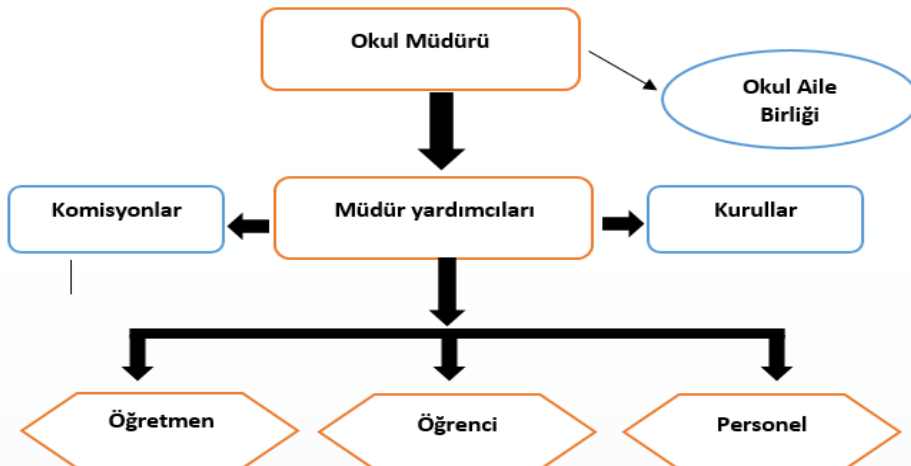 Okul Müdürü
Okul Aile
Birliği
Komisyonlar
Müdür yardımcıları
Kurullar
Öğretmen
Öğrenci
Personel